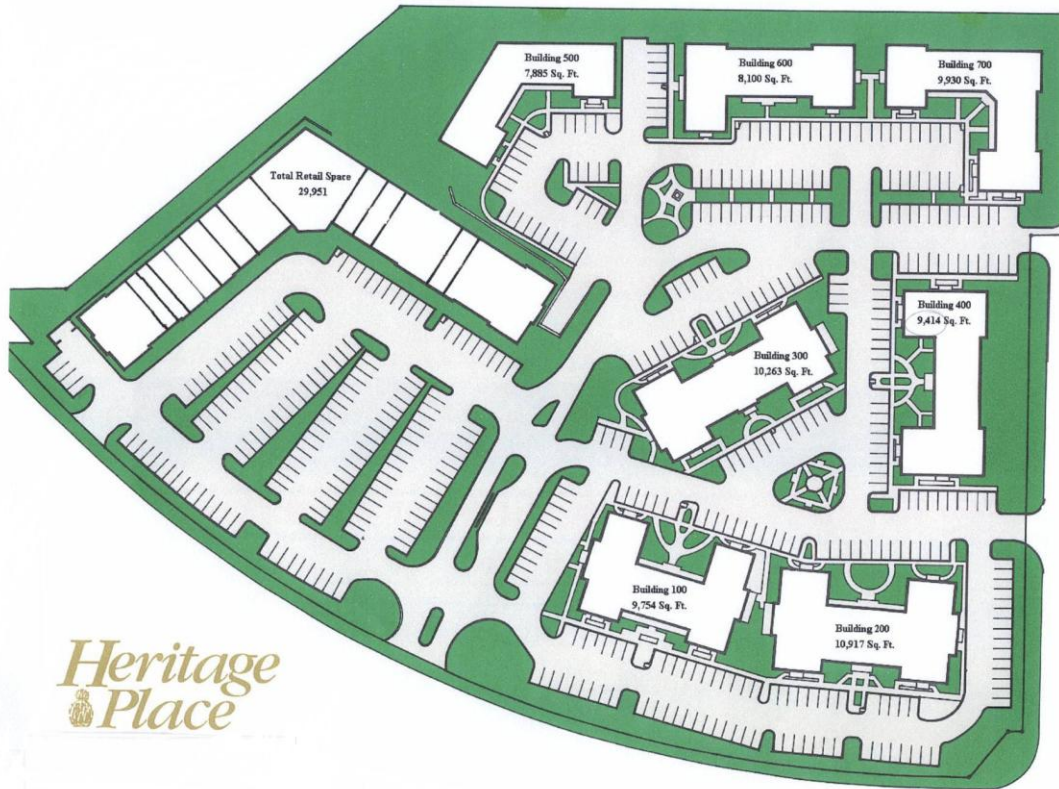 Building 500
7,885 Sq. Ft.
Building 600
8,100 Sq. Ft.
Building 700
9,930 Sq. Ft.
Total Retail Space
29,951
Building 400
9,414 Sq. Ft.
Building 300
10,263 Sq. Ft.
Building 100
9,754 Sq. Ft.
Building 200
10,917 Sq. Ft.
Heritage
Place